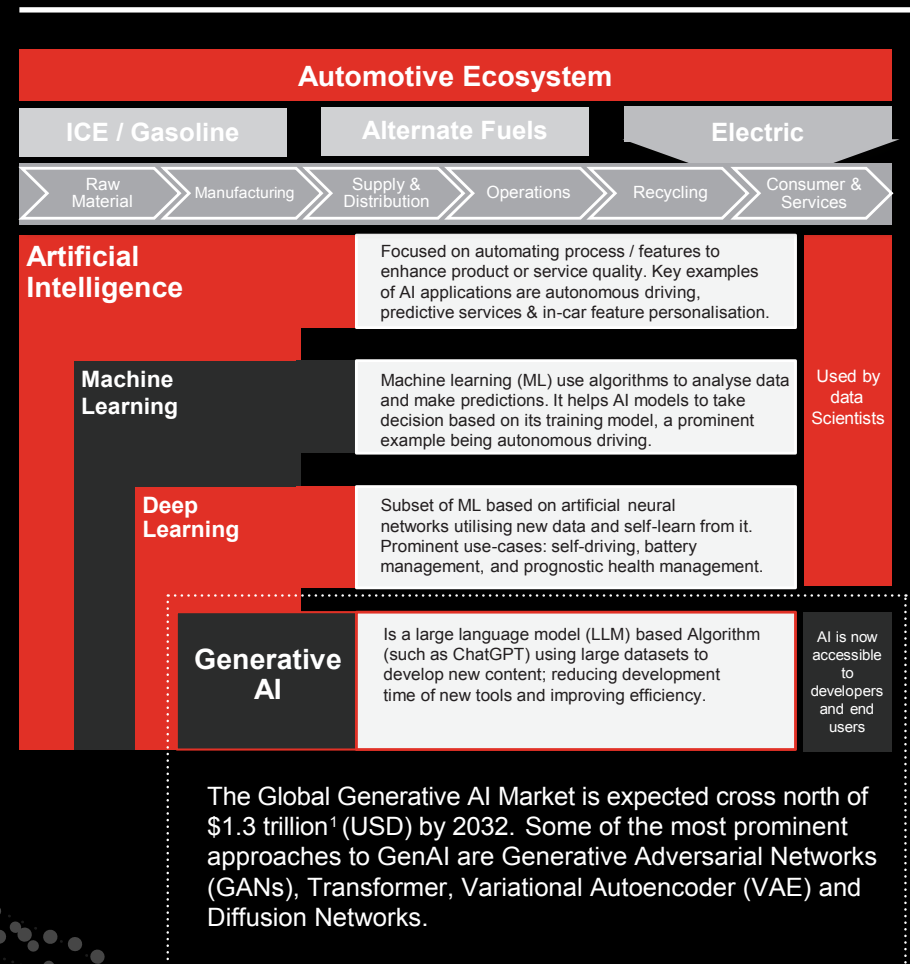 Automotive Ecosystem
ICE / Gasoline
Alternate Fuels
Electric
Raw
Material
Manufacturing
Supply &
Distribution
Operations
Recycling
Consumer &
Services
Artificial
Intelligence
Focused on automating process / features to
enhance product or service quality. Key examples
of AI applications are autonomous driving,
predictive services & in-car feature personalisation.
Used by
data
Scientists
Machine
Learning
Machine learning (ML) use algorithms to analyse data
and make predictions. It helps AI models to take
decision based on its training model, a prominent
example being autonomous driving.
Deep
Learning
Subset of ML based on artificial neural
networks utilising new data and self-learn from it.
Prominent use-cases: self-driving, battery
management, and prognostic health management.
Generative
AI
Is a large language model (LLM) based Algorithm
(such as ChatGPT) using large datasets to
develop new content; reducing development
time of new tools and improving efficiency.
AI is now
accessible
to
developers
and end
users
The Global Generative AI Market is expected cross north of
$1.3 trillion¹ (USD) by 2032. Some of the most prominent
approaches to GenAI are Generative Adversarial Networks
(GANs), Transformer, Variational Autoencoder (VAE) and
Diffusion Networks.